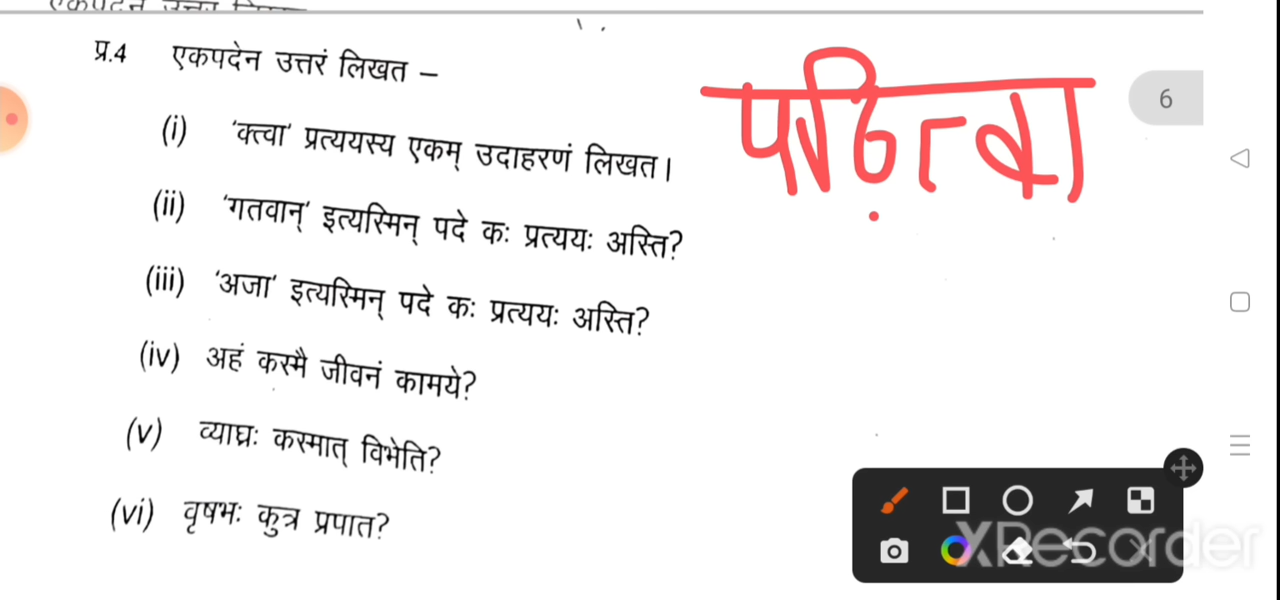 प्र.4 एकपदेन उत्तरं लिखत –
पठित्वा
6
(i) 'क्त्वा' प्रत्ययस्य एकम् उदाहरणं लिखत।
(ii) 'गतवान्' इत्यस्मिन् पदे कः प्रत्ययः अस्ति?
(iii) 'अजा' इत्यस्मिन् पदे कः प्रत्ययः अस्ति?
(iv) अहं कस्मै जीवनं कामये?
(v) व्याघ्रः कस्मात् विभेति?
(vi) वृषभः कुत्र प्रपात?
XRecorder